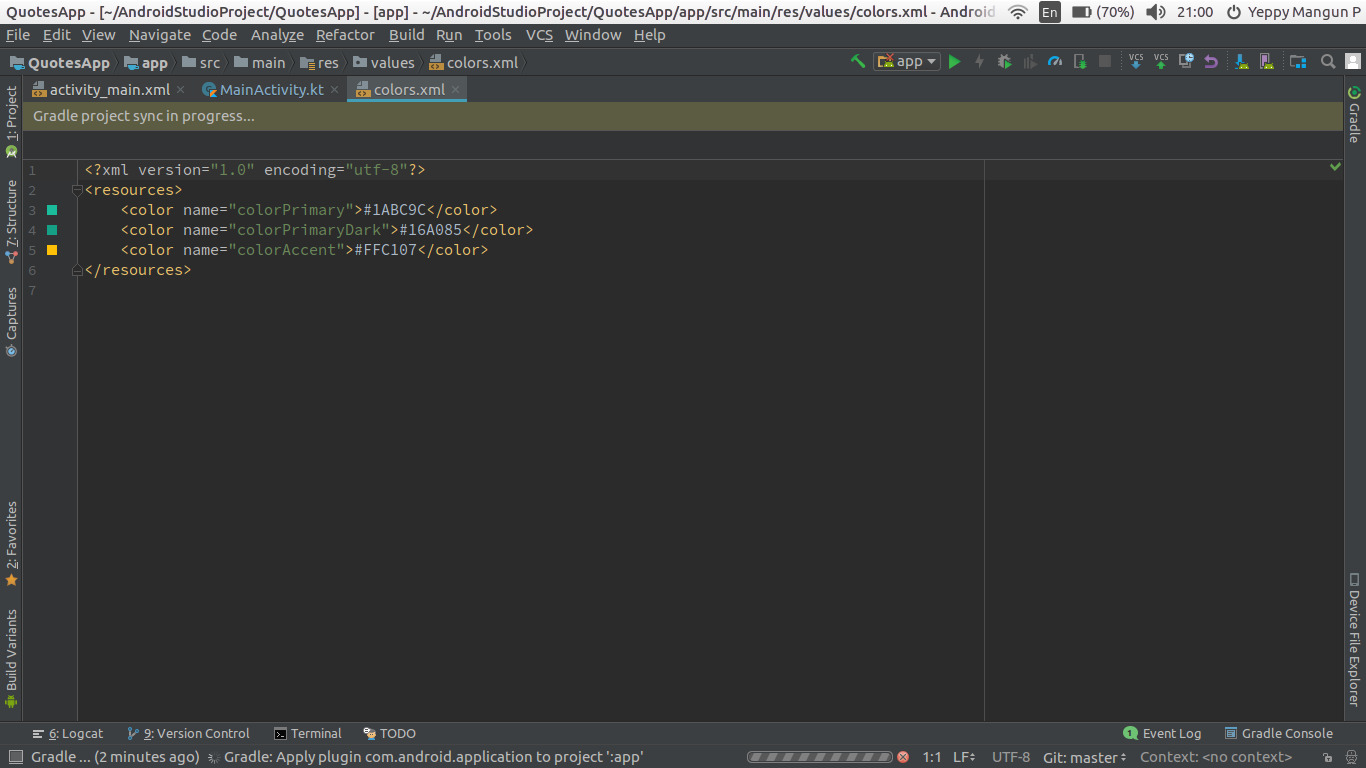 QuotesApp - [~/AndroidStudioProject/QuotesApp] - [app] - ~/AndroidStudioProject/QuotesApp/app/src/main/res/values/colors.xml - Android En (70%) 21:00 Yeppy Mangun P
File Edit View Navigate Code Analyze Refactor Build Run Tools VCS Window Help
QuotesApp app src main res values colors.xml app VCS VCS
activity_main.xml MainActivity.kt colors.xml
Gradle project sync in progress...
1 <?xml version="1.0" encoding="utf-8"?>
2 <resources>
3 <color name="colorPrimary">#1ABC9C</color>
4 <color name="colorPrimaryDark">#16A085</color>
5 <color name="colorAccent">#FFC107</color>
6 </resources>
7
1: Project
7: Structure
Captures
2: Favorites
Build Variants
Gradle
Device File Explorer
6: Logcat 9: Version Control Terminal TODO 1 Event Log Gradle Console
Gradle ... (2 minutes ago) Gradle: Apply plugin com.android.application to project ':app' 1:1 LF UTF-8 Git: master Context: <no context>